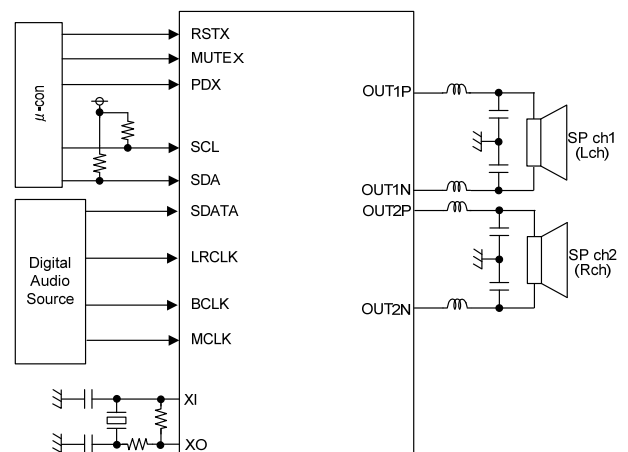 μ-con
RSTX
MUTEX
PDX
SCL
SDA
Digital
Audio
Source
SDATA
LRCLK
BCLK
MCLK
XI
XO
OUT1P
OUT1N
OUT2P
OUT2N
SP ch1
(Lch)
SP ch2
(Rch)